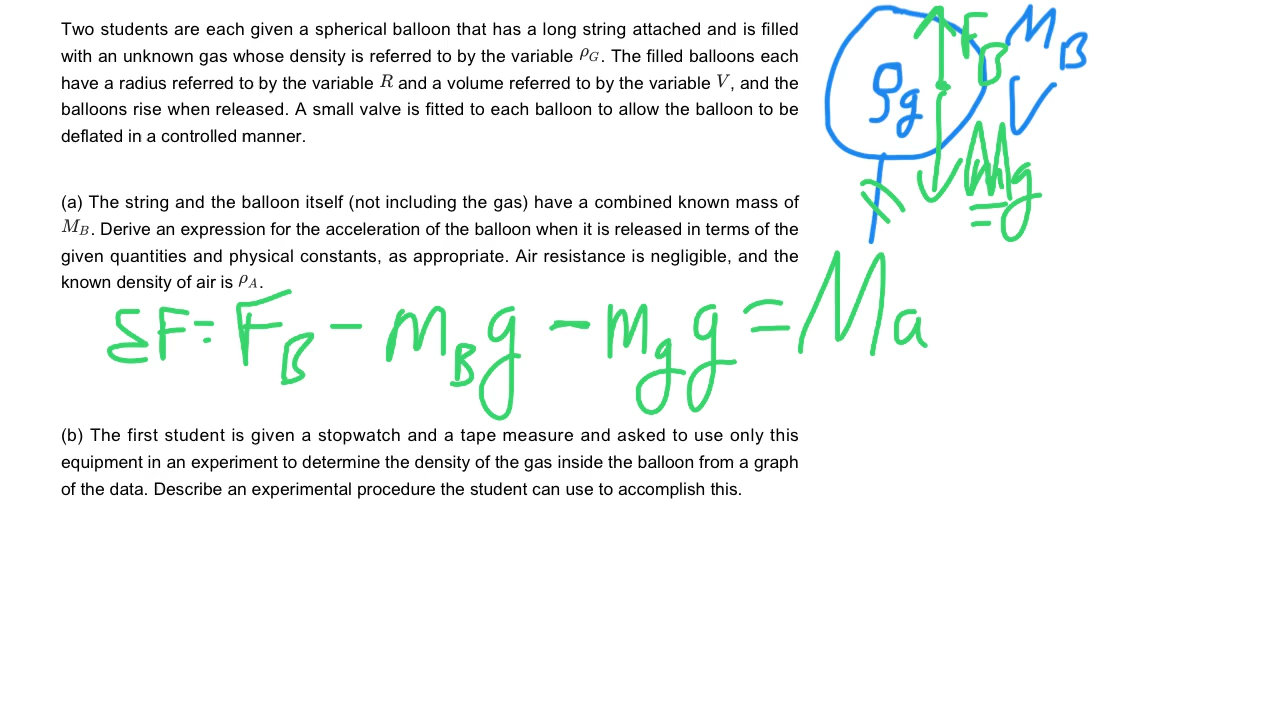 Two students are each given a spherical balloon that has a long string attached and is filled
with an unknown gas whose density is referred to by the variable ρG. The filled balloons each
have a radius referred to by the variable R and a volume referred to by the variable V, and the
balloons rise when released. A small valve is fitted to each balloon to allow the balloon to be
deflated in a controlled manner.
FB
MB
ρg
V
Mg
(a) The string and the balloon itself (not including the gas) have a combined known mass of
MB. Derive an expression for the acceleration of the balloon when it is released in terms of the
given quantities and physical constants, as appropriate. Air resistance is negligible, and the
known density of air is ρA.
ΣF = FB - mBg - mgg = Ma
(b) The first student is given a stopwatch and a tape measure and asked to use only this
equipment in an experiment to determine the density of the gas inside the balloon from a graph
of the data. Describe an experimental procedure the student can use to accomplish this.